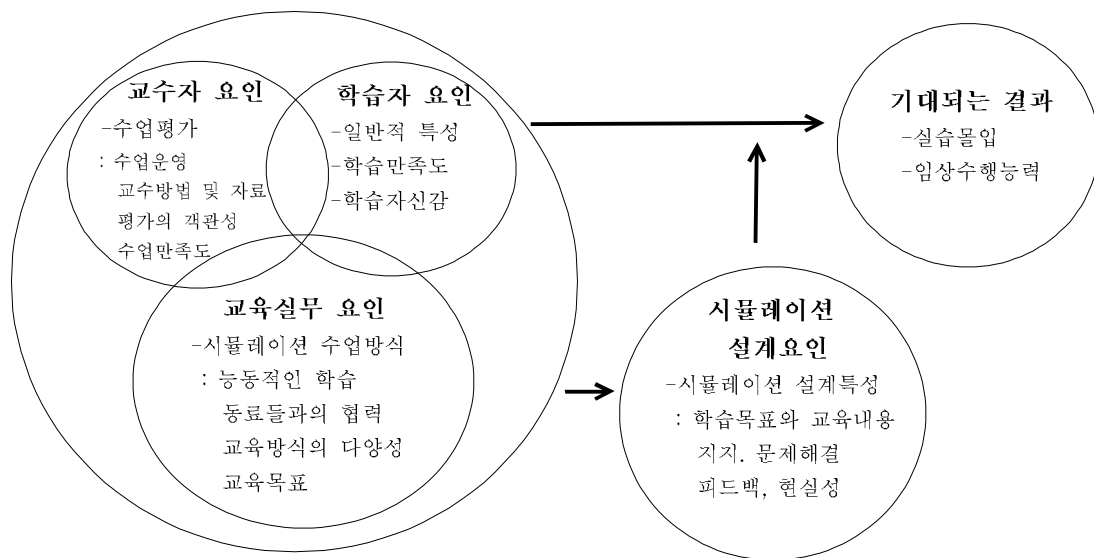 교수자 요인
-수업평가
: 수업운영
교수방법 및 자료
평가의 객관성
수업만족도
학습자 요인
-일반적 특성
-학습만족도
-학습자신감
교육실무 요인
-시뮬레이션 수업방식
: 능동적인 학습
동료들과의 협력
교육방식의 다양성
교육목표
기대되는 결과
-실습몰입
-임상수행능력
시뮬레이션
설계요인
-시뮬레이션 설계특성
: 학습목표와 교육내용
지지. 문제해결
피드백, 현실성